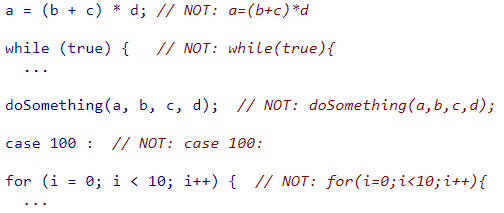 a = (b + c) * d; // NOT: a=(b+c)*d
while (true) {   // NOT: while(true){
  ...
doSomething(a, b, c, d);  // NOT: doSomething(a,b,c,d);
case 100 :  // NOT: case 100:
for (i = 0; i < 10; i++) {  // NOT: for(i=0;i<10;i++){
  ...